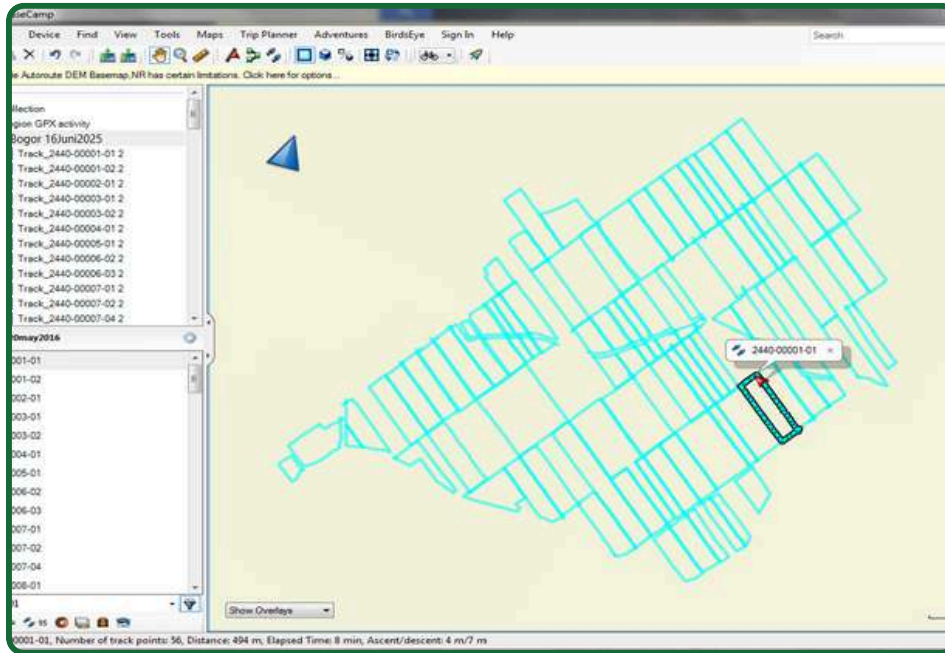 aseCamp
Device Find View Tools Maps Trip Planner Adventures BirdsEye Sign In Help
Search
e Autoroute DEM Basemap,NR has certain limitations. Click here for options...
llection
gion GPX activity
Bogor 16Juni2025
Track_2440-00001-01 2
Track_2440-00001-02 2
Track_2440-00002-01 2
Track_2440-00003-01 2
Track_2440-00003-02 2
Track_2440-00004-01 2
Track_2440-00005-01 2
Track_2440-00006-02 2
Track_2440-00006-03 2
Track_2440-00007-01 2
Track_2440-00007-02 2
Track_2440-00007-04 2
0may2016
001-01
001-02
002-01
003-01
003-02
004-01
005-01
006-02
006-03
007-01
007-02
007-04
008-01
2440-00001-01
Show Overlays
0001-01, Number of track points: 56, Distance: 494 m, Elapsed Time: 8 min, Ascent/descent: 4 m/7 m